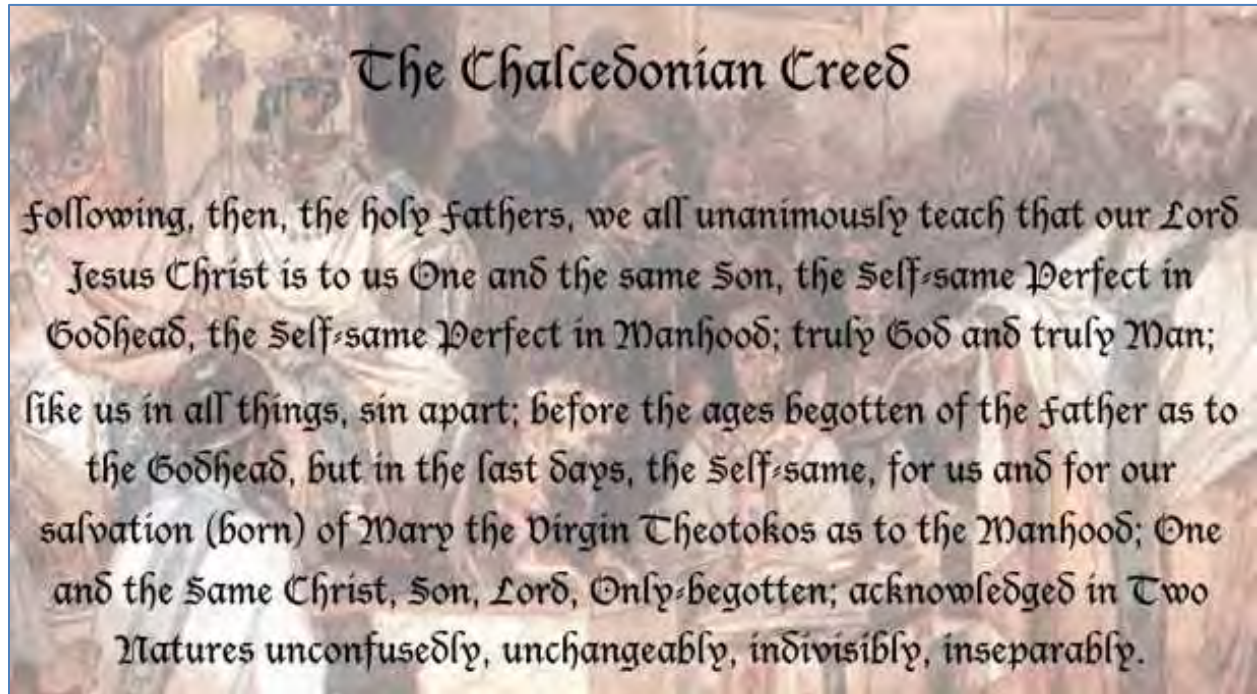 The Chalcedonian Creed
Following, then, the holy Fathers, we all unanimously teach that our Lord
Jesus Christ is to us One and the same Son, the Self-same Perfect in
Godhead, the Self-same Perfect in Manhood; truly God and truly Man;
like us in all things, sin apart; before the ages begotten of the Father as to
the Godhead, but in the last days, the Self-same, for us and for our
salvation (born) of Mary the Virgin Theotokos as to the Manhood; One
and the Same Christ, Son, Lord, Only-begotten; acknowledged in Two
Natures unconfusedly, unchangeably, indivisibly, inseparably.